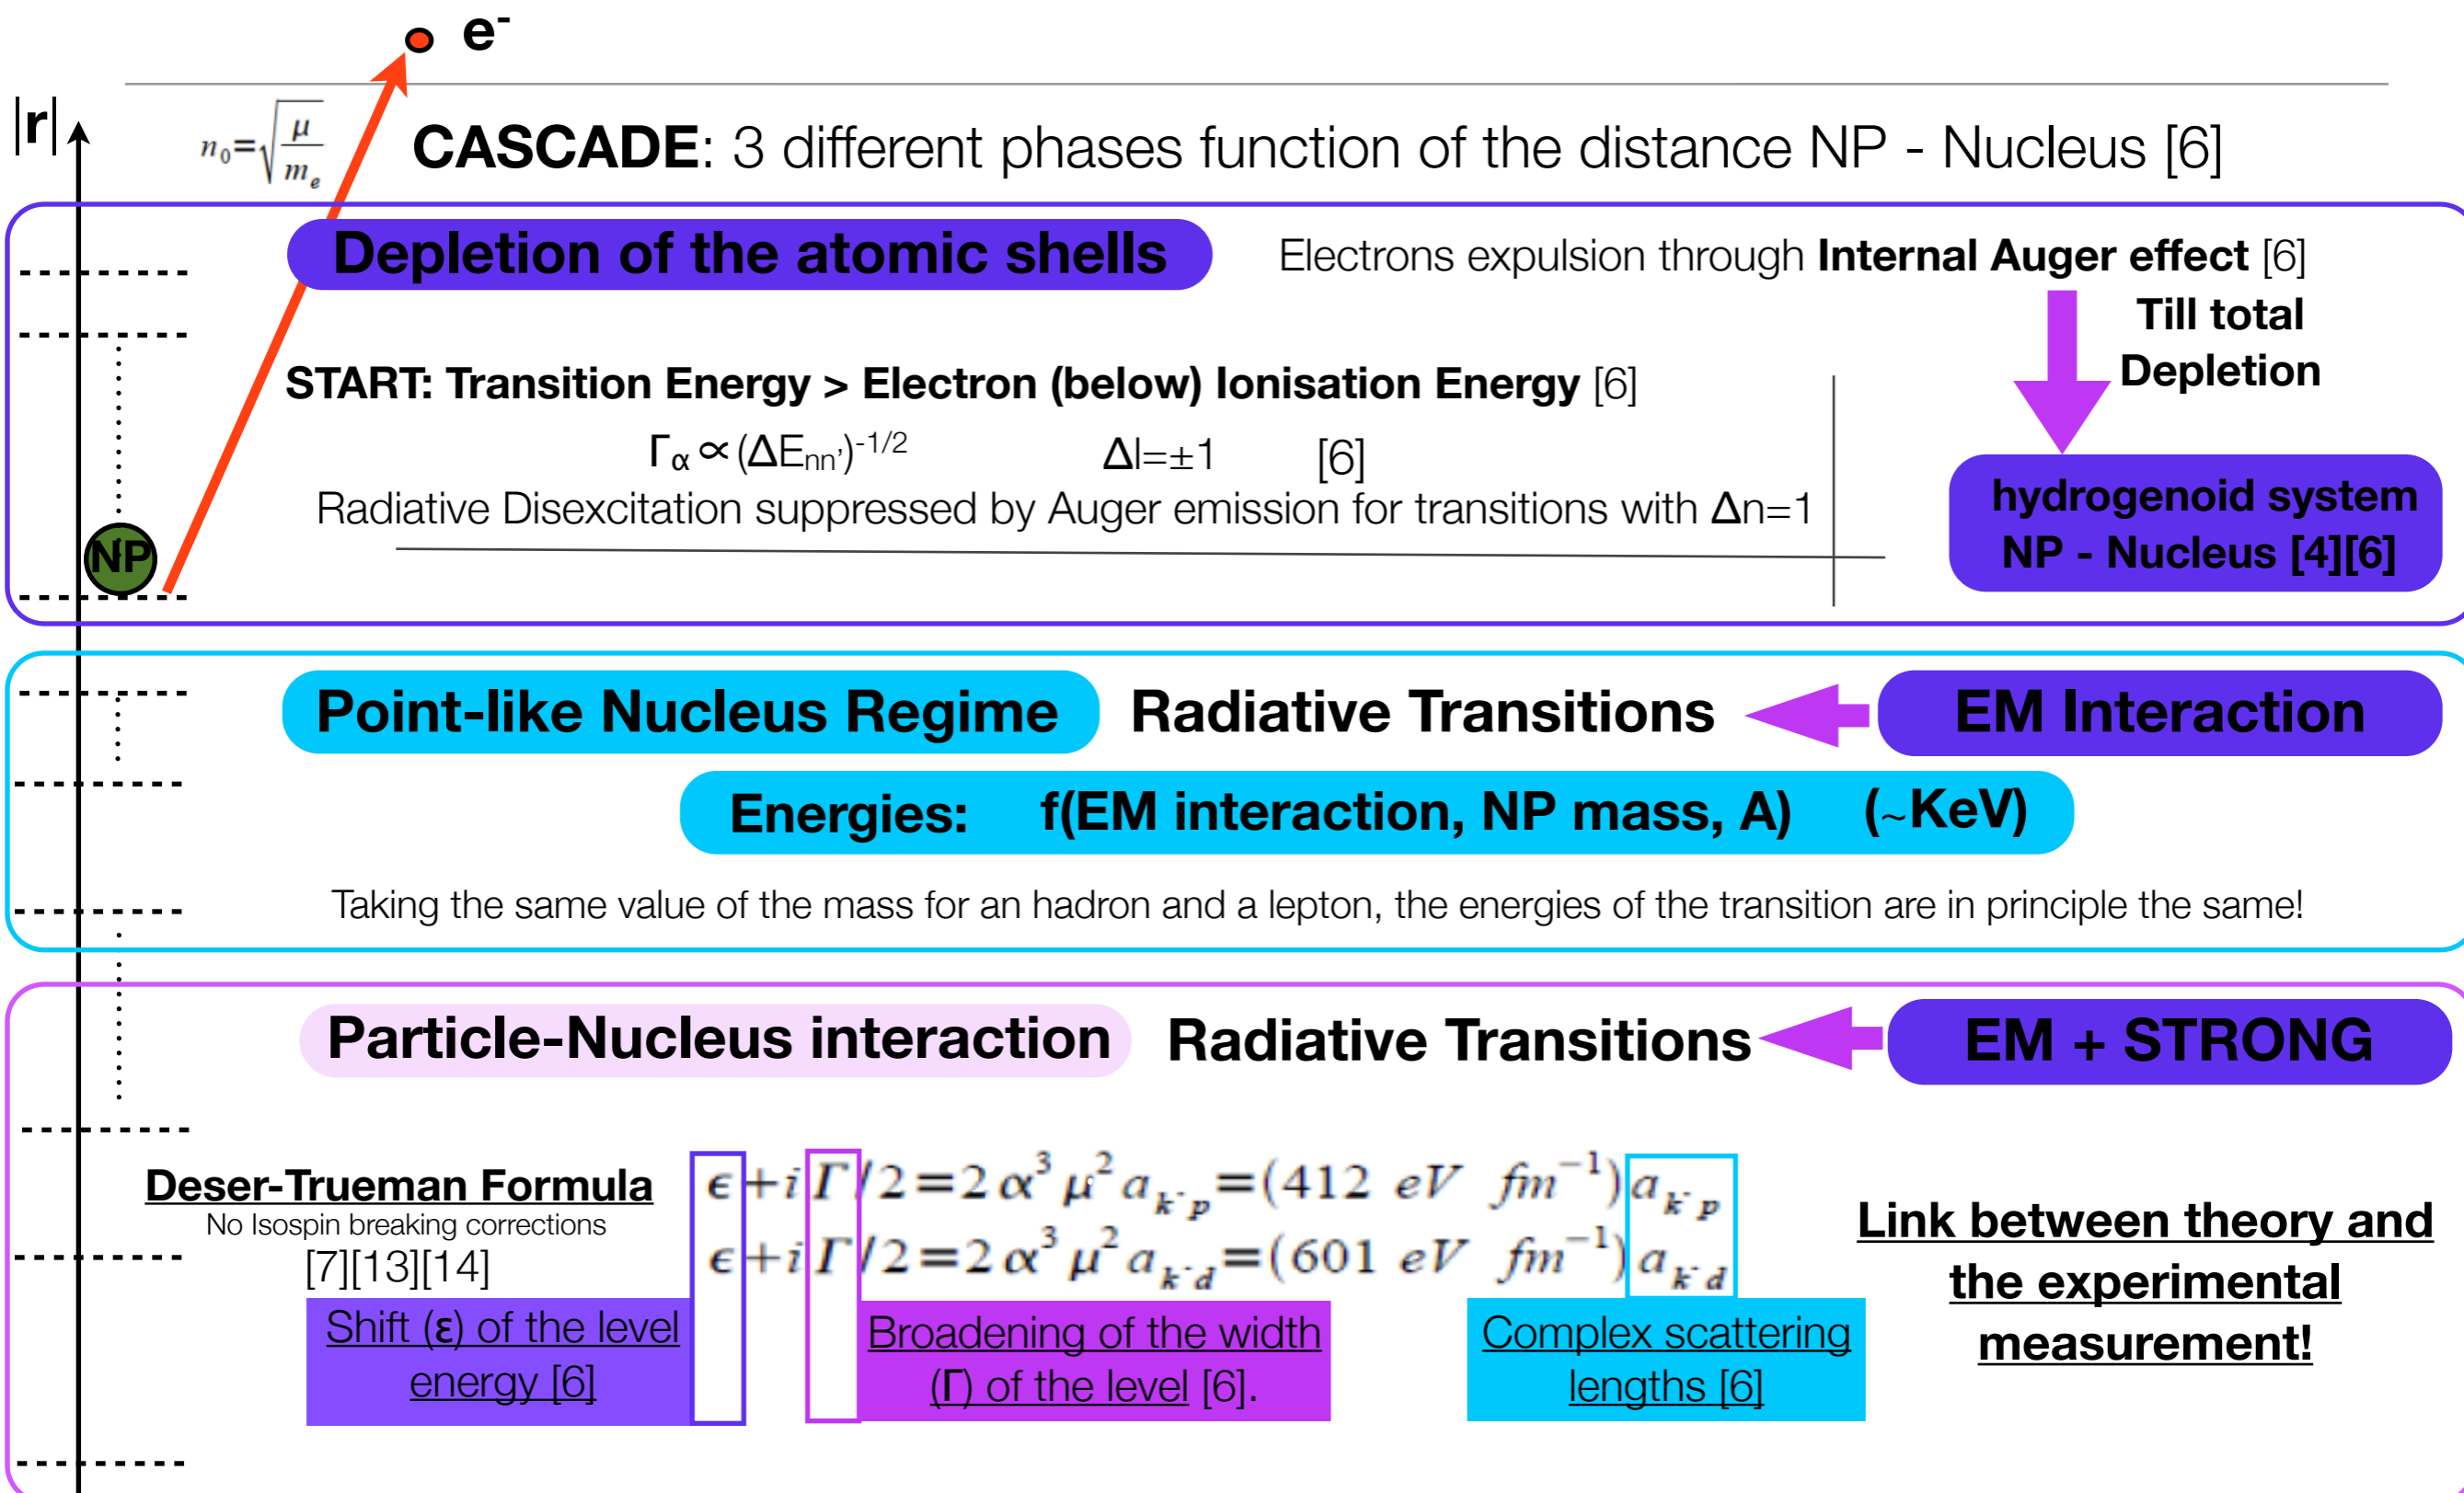 e⁻
|r|
n₀=√(μ/mₑ)
CASCADE: 3 different phases function of the distance NP - Nucleus [6]
Depletion of the atomic shells
Electrons expulsion through Internal Auger effect [6]
Till total
Depletion
START: Transition Energy > Electron (below) Ionisation Energy [6]
Γα ∝ (ΔEnn')-1/2 Δl=±1 [6]
Radiative Disexcitation suppressed by Auger emission for transitions with Δn=1
hydrogenoid system
NP - Nucleus [4][6]
NP
Point-like Nucleus Regime
Radiative Transitions
EM Interaction
Energies: f(EM interaction, NP mass, A) (~KeV)
Taking the same value of the mass for an hadron and a lepton, the energies of the transition are in principle the same!
Particle-Nucleus interaction
Radiative Transitions
EM + STRONG
Deser-Trueman Formula
No Isospin breaking corrections
[7][13][14]
ϵ+iΓ/2=2α³μ²a_{k⁻p}=(412 eV fm⁻¹)a_{k⁻p}
ϵ+iΓ/2=2α³μ²a_{k⁻d}=(601 eV fm⁻¹)a_{k⁻d}
Shift (ε) of the level
energy [6]
Broadening of the width
(Γ) of the level [6].
Complex scattering
lengths [6]
Link between theory and
the experimental
measurement!